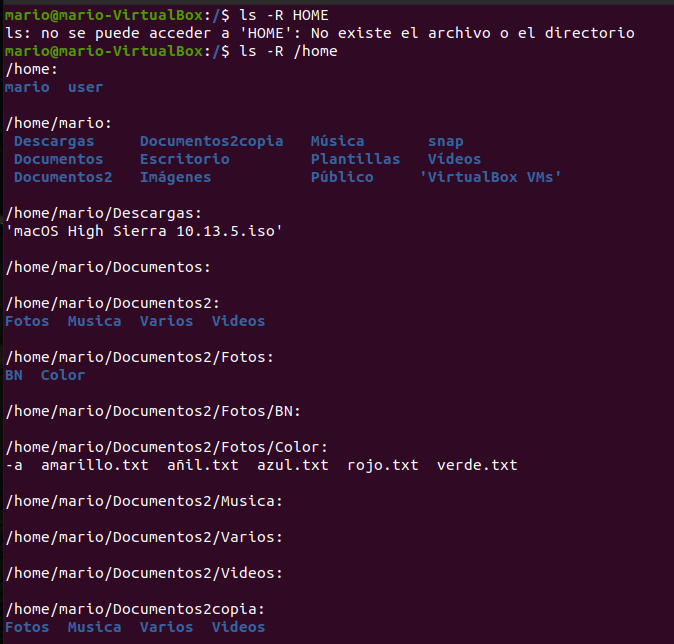 mario@mario-VirtualBox:/$ ls -R HOME
ls: no se puede acceder a 'HOME': No existe el archivo o el directorio
mario@mario-VirtualBox:/$ ls -R /home
/home:
mario  user
/home/mario:
 Descargas     Documentos2copia   Música       snap
 Documentos    Escritorio         Plantillas   Vídeos
 Documentos2   Imágenes           Público     'VirtualBox VMs'
/home/mario/Descargas:
'macOS High Sierra 10.13.5.iso'
/home/mario/Documentos:
/home/mario/Documentos2:
Fotos  Musica  Varios  Videos
/home/mario/Documentos2/Fotos:
BN  Color
/home/mario/Documentos2/Fotos/BN:
/home/mario/Documentos2/Fotos/Color:
-a  amarillo.txt  añil.txt  azul.txt  rojo.txt  verde.txt
/home/mario/Documentos2/Musica:
/home/mario/Documentos2/Varios:
/home/mario/Documentos2/Videos:
/home/mario/Documentos2copia:
Fotos  Musica  Varios  Videos